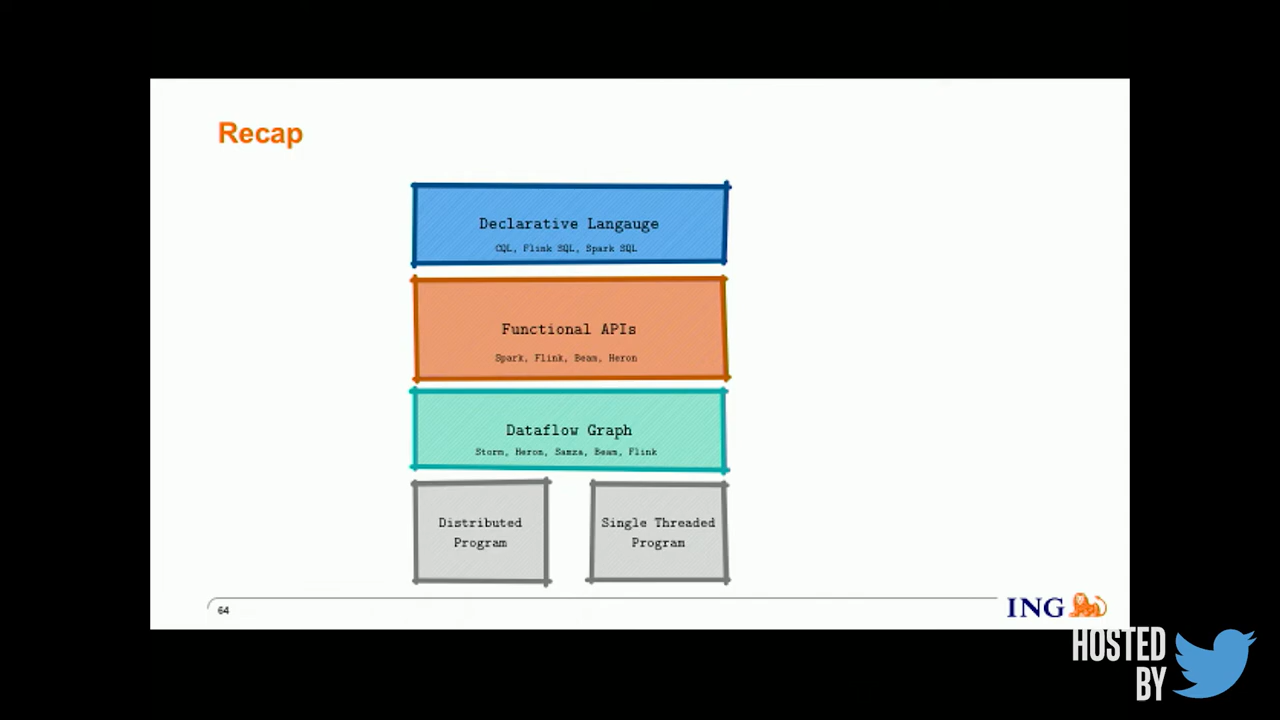 Recap
Declarative Langauge
CQL, Flink SQL, Spark SQL
Functional APIs
Spark, Flink, Beam, Heron
Dataflow Graph
Storm, Heron, Samza, Beam, Flink
Distributed
Program
Single Threaded
Program
64
ING
HOSTED
BY